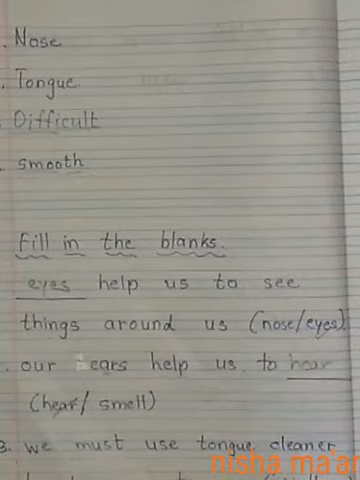 . Nose
. Tongue
. Difficult
. smooth
Fill in the blanks.
eyes help us to see
things around us (nose/eyes)
. our ears help us to hear
(hear/ smell)
3. we must use tongue cleaner
nisha ma'am